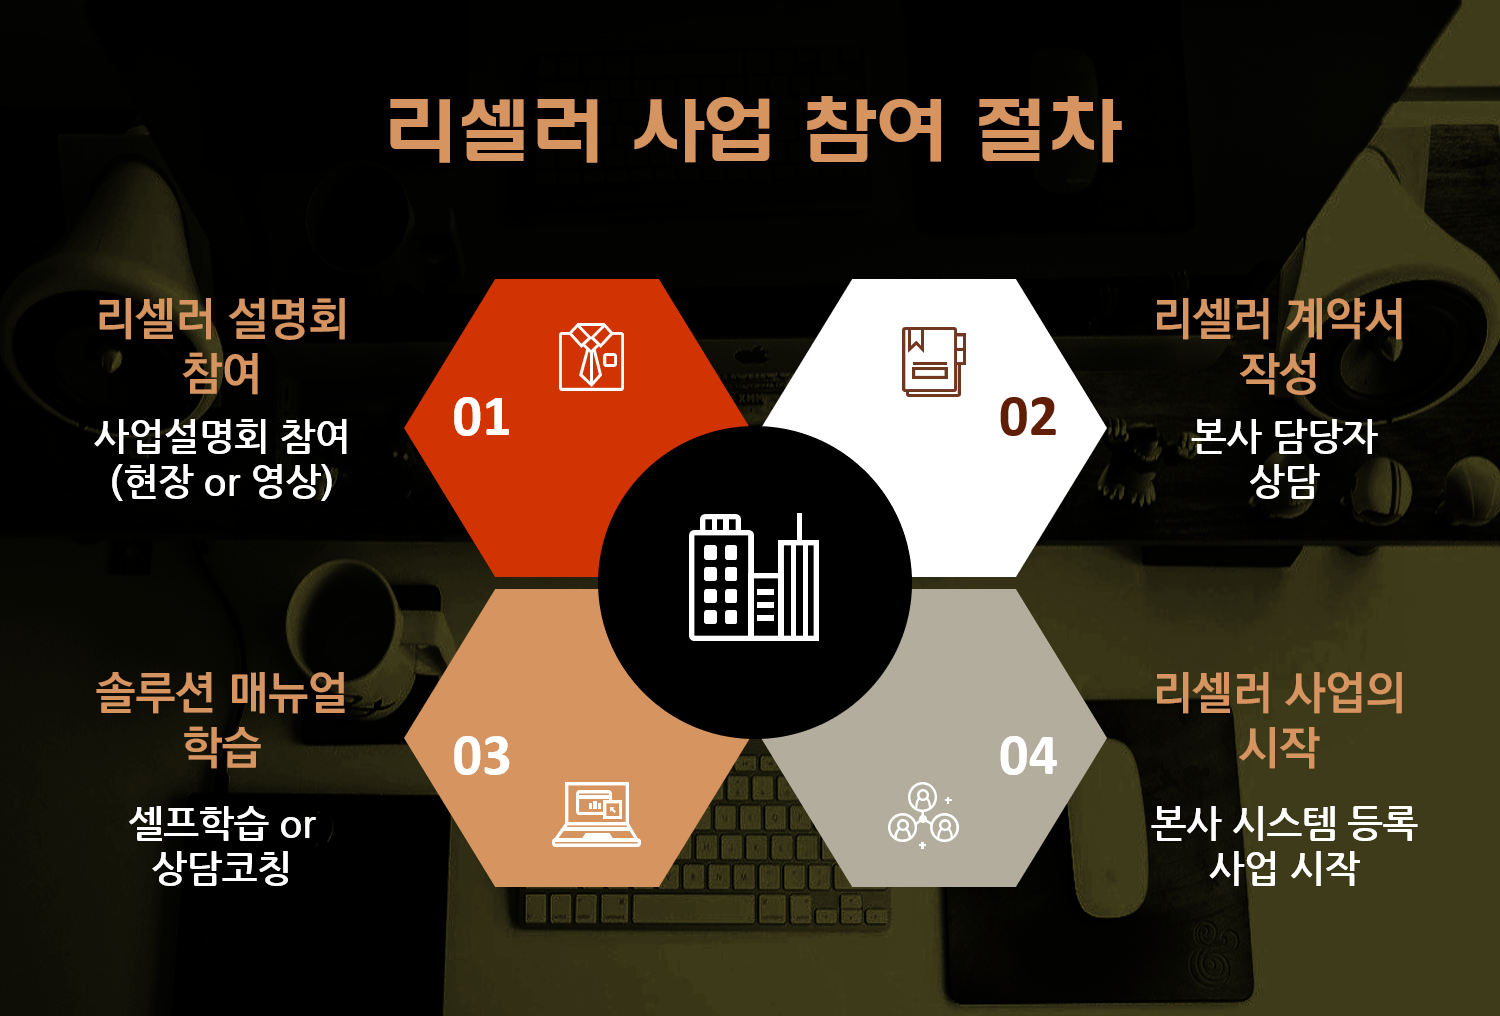 리셀러 사업 참여 절차
리셀러 설명회
참여
사업설명회 참여
(현장 or 영상)
01
02
리셀러 계약서
작성
본사 담당자
상담
솔루션 매뉴얼
학습
셀프학습 or
상담코칭
03
04
리셀러 사업의
시작
본사 시스템 등록
사업 시작